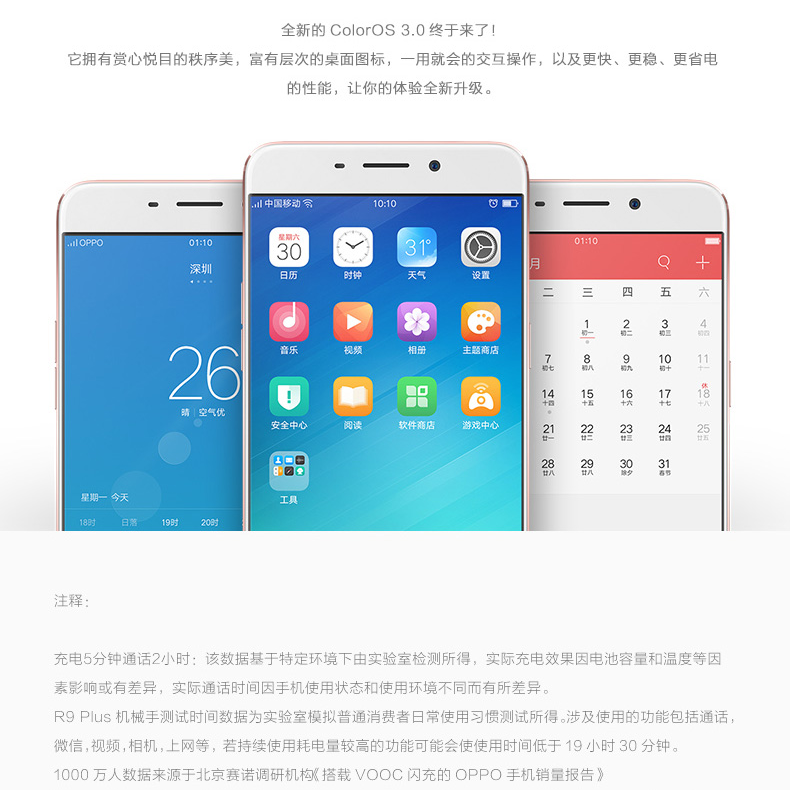 全新的 ColorOS 3.0 终于来了！
它拥有赏心悦目的秩序美，富有层次的桌面图标，一用就会的交互操作，以及更快、更稳、更省电
的性能，让你的体验全新升级。
OPPO 01:10
深圳
26
晴 | 空气优
星期一 今天
18时 日落 19时 20时
中国移动 10:10
星期六
30 31°
日历 时钟 天气 设置
音乐 视频 相册 主题商店
安全中心 阅读 软件商店 游戏中心
工具
01:10
月
二 三 四 五 六
1 2 3 4
初一 初二 初三 初四
7 8 9 10 11
初七 初八 初九 初十 十一
休
14 15 16 17 18
十四 十五 十六 十七 十八
21 22 23 24 25
廿一 廿二 廿三 廿四 廿五
28 29 30 31
廿八 廿九 除夕 春节
注释：
充电5分钟通话2小时：该数据基于特定环境下由实验室检测所得，实际充电效果因电池容量和温度等因
素影响或有差异，实际通话时间因手机使用状态和使用环境不同而有所差异。
R9 Plus 机械手测试时间数据为实验室模拟普通消费者日常使用习惯测试所得。涉及使用的功能包括通话，
微信，视频，相机，上网等，若持续使用耗电量较高的功能可能会使使用时间低于 19 小时 30 分钟。
1000 万人数据来源于北京赛诺调研机构《搭载 VOOC 闪充的 OPPO 手机销量报告》